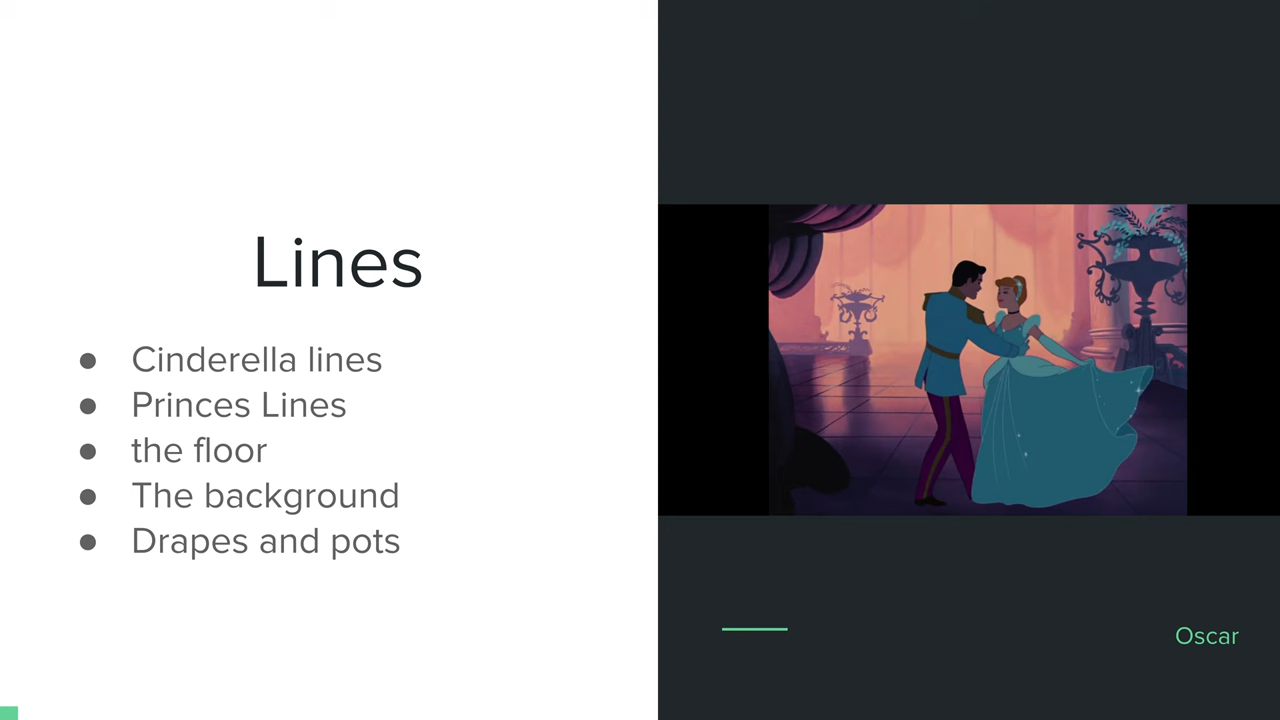 Lines
● Cinderella lines
● Princes Lines
● the floor
● The background
● Drapes and pots
Oscar